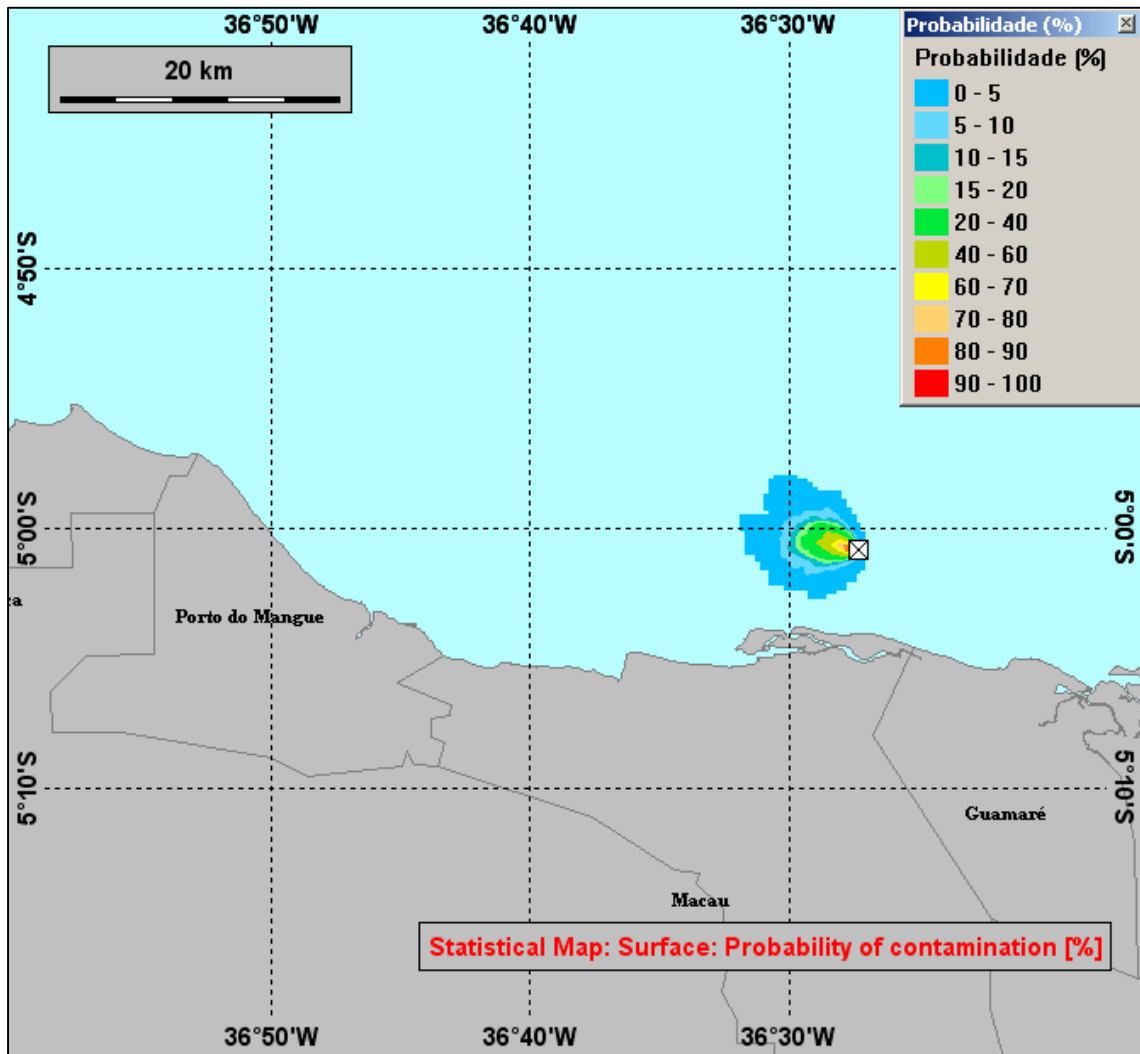 36°50'W 36°40'W 36°30'W
Probabilidade (%)
Probabilidade (%)
20 km
0 - 5
5 - 10
10 - 15
15 - 20
20 - 40
40 - 60
60 - 70
70 - 80
80 - 90
90 - 100
4°50'S
5°00'S
5°00'S
Porto do Mangue
5°10'S
5°10'S
Guamaré
Macau
Statistical Map: Surface: Probability of contamination [%]
36°50'W 36°40'W 36°30'W